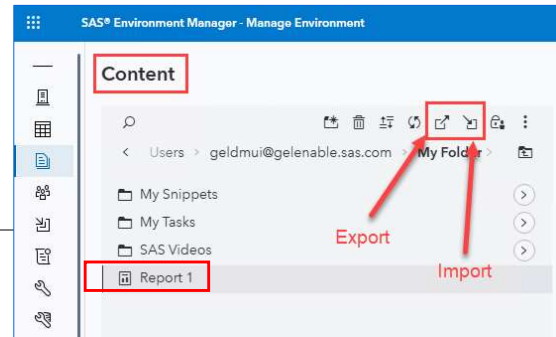 SAS® Environment Manager - Manage Environment
Content
< Users > geldmui@gelenable.sas.com > My Folder >
My Snippets
My Tasks
SAS Videos
Report 1
Export
Import